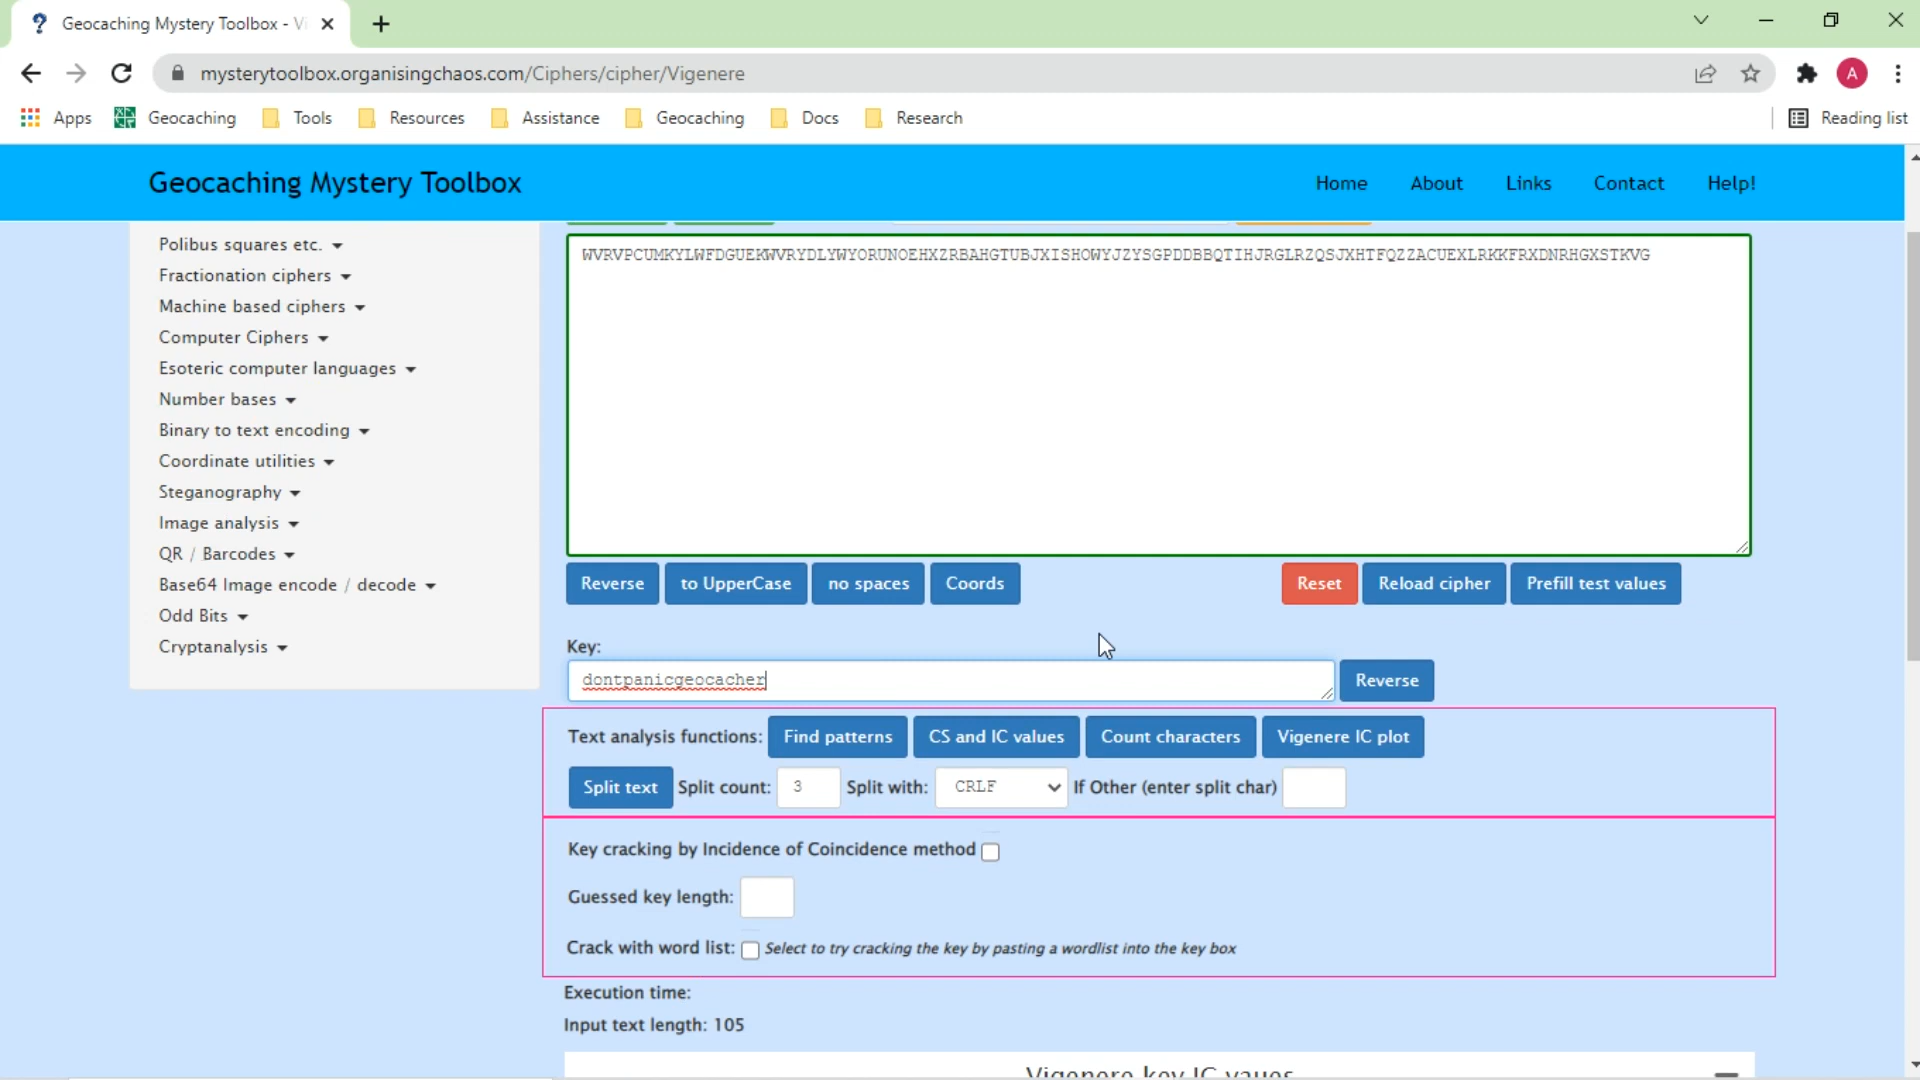 Geocaching Mystery Toolbox - Vi
mysterytoolbox.organisingchaos.com/Ciphers/cipher/Vigenere
A
Apps Geocaching Tools Resources Assistance Geocaching Docs Research Reading list
Geocaching Mystery Toolbox Home About Links Contact Help!
Polibus squares etc.
Fractionation ciphers
Machine based ciphers
Computer Ciphers
Esoteric computer languages
Number bases
Binary to text encoding
Coordinate utilities
Steganography
Image analysis
QR / Barcodes
Base64 Image encode / decode
Odd Bits
Cryptanalysis
WVRVPCUMKYLWFDGUEKWVRYDLYWYORUNOEHXZRBAHGTUBJXISHOWYJZYSGPDDBBQTIHJRGLRZQSJXHTFQZZACUEXLRKKFRXDNRHGXSTKVG
Reverse to UpperCase no spaces Coords Reset Reload cipher Prefill test values
Key:
dontpanicgeocacher Reverse
Text analysis functions: Find patterns CS and IC values Count characters Vigenere IC plot
Split text Split count: 3 Split with: CRLF If Other (enter split char)
Key cracking by Incidence of Coincidence method
Guessed key length:
Crack with word list: Select to try cracking the key by pasting a wordlist into the key box
Execution time:
Input text length: 105
Vigenere key IC vaues